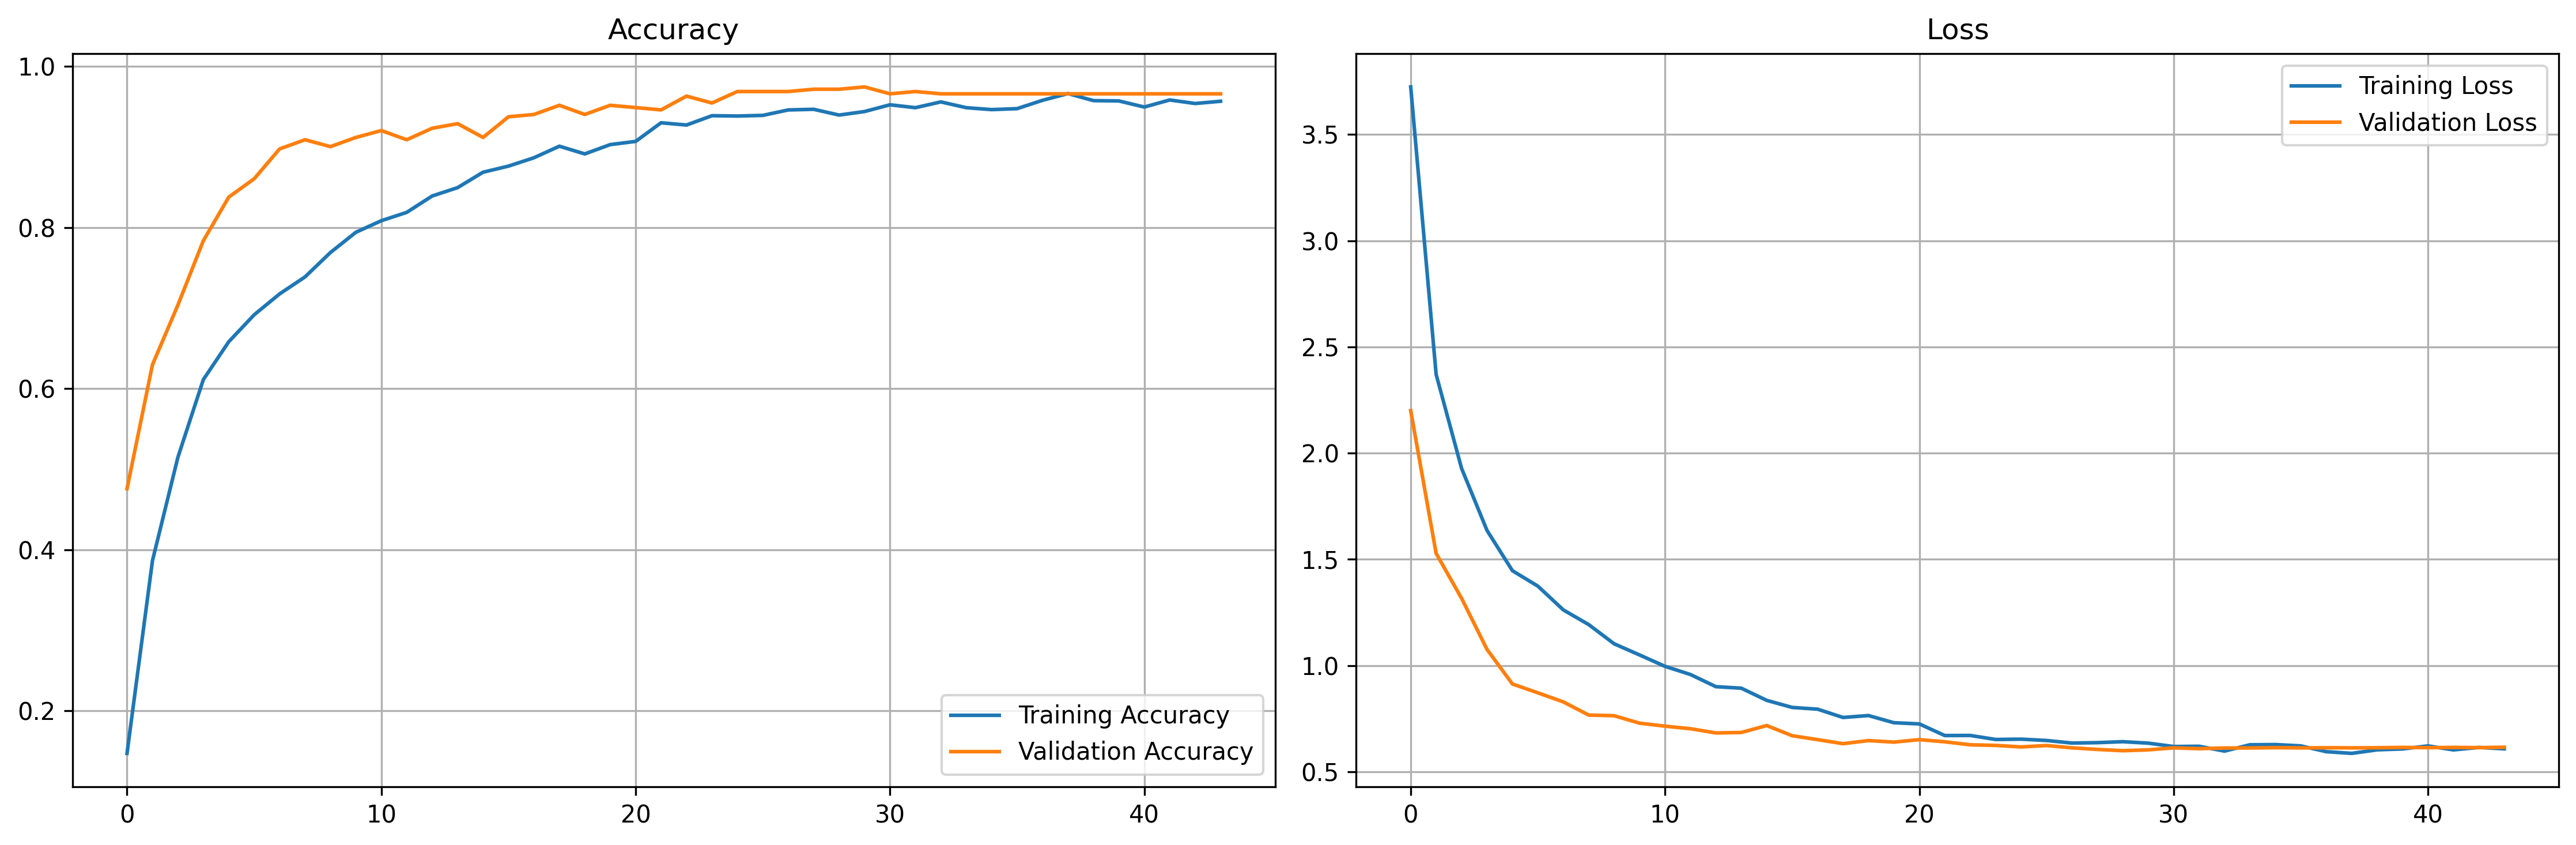 Accuracy
1.0
0.8
0.6
0.4
0.2
0 10 20 30 40
Training Accuracy
Validation Accuracy
Loss
3.5
3.0
2.5
2.0
1.5
1.0
0.5
0 10 20 30 40
Training Loss
Validation Loss